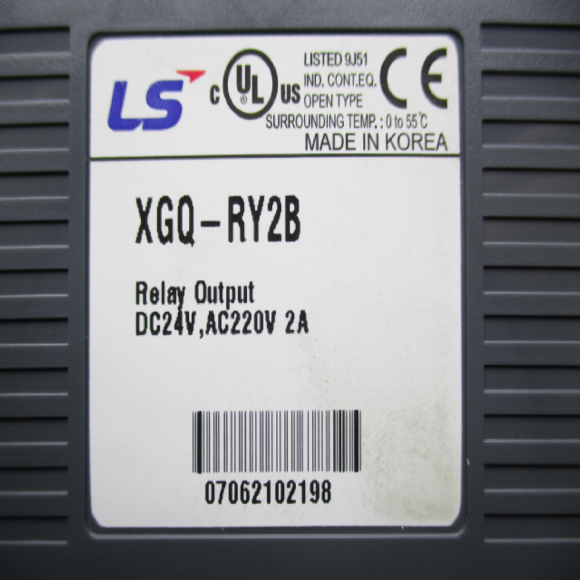 LS
C UL ® US
LISTED 9J51
IND. CONT.EQ.
OPEN TYPE
CE
SURROUNDING TEMP. : 0 to 55℃
MADE IN KOREA
XGQ-RY2B
Relay Output
DC24V,AC220V 2A
07062102198